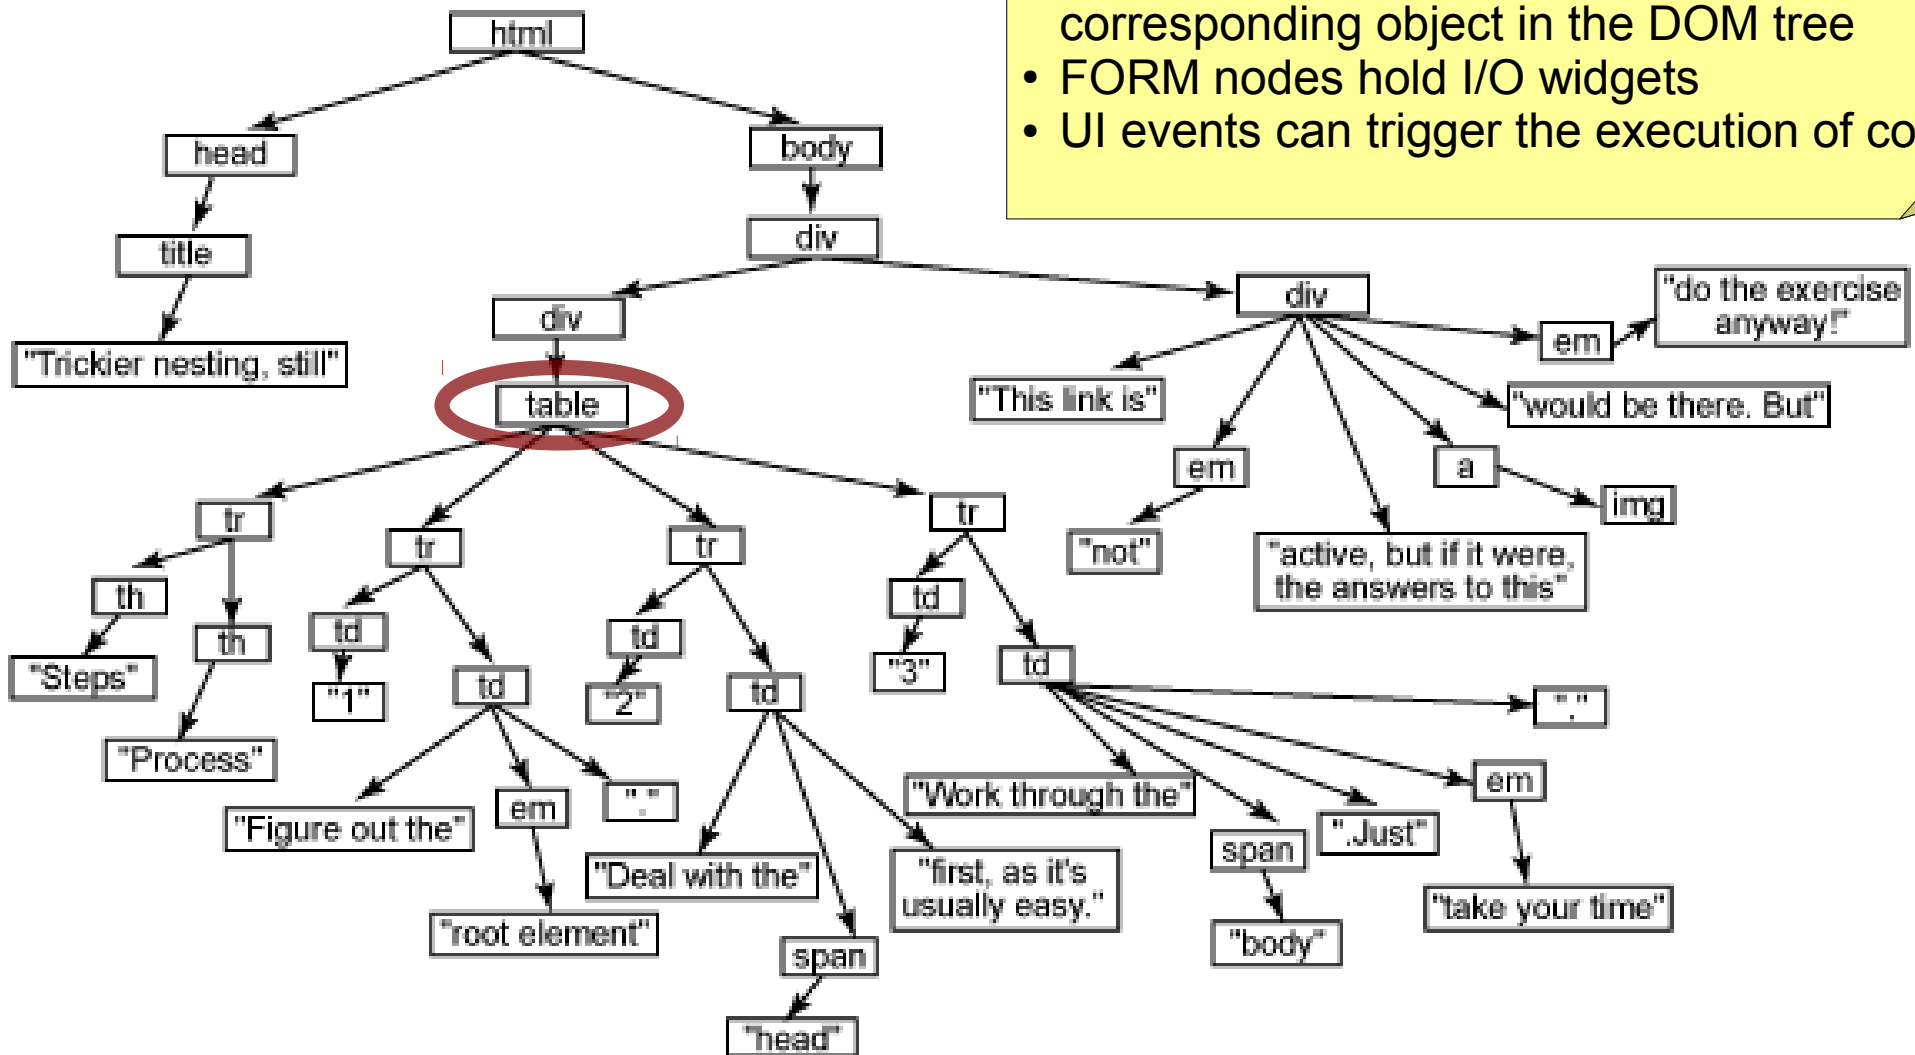 corresponding object in the DOM tree
• FORM nodes hold I/O widgets
• UI events can trigger the execution of co
html
head
body
title
div
"Trickier nesting, still"
div
div
em
"do the exercise
anyway!"
table
"This link is"
"would be there. But"
em
a
img
"not"
"active, but if it were,
the answers to this"
tr
tr
tr
tr
th
th
"Steps"
"Process"
td
"1"
td
"Figure out the"
em
"."
"root element"
td
"2"
td
"Deal with the"
span
"first, as it's
usually easy."
"head"
td
"3"
td
"Work through the"
span
".Just"
em
"."
"body"
"take your time"